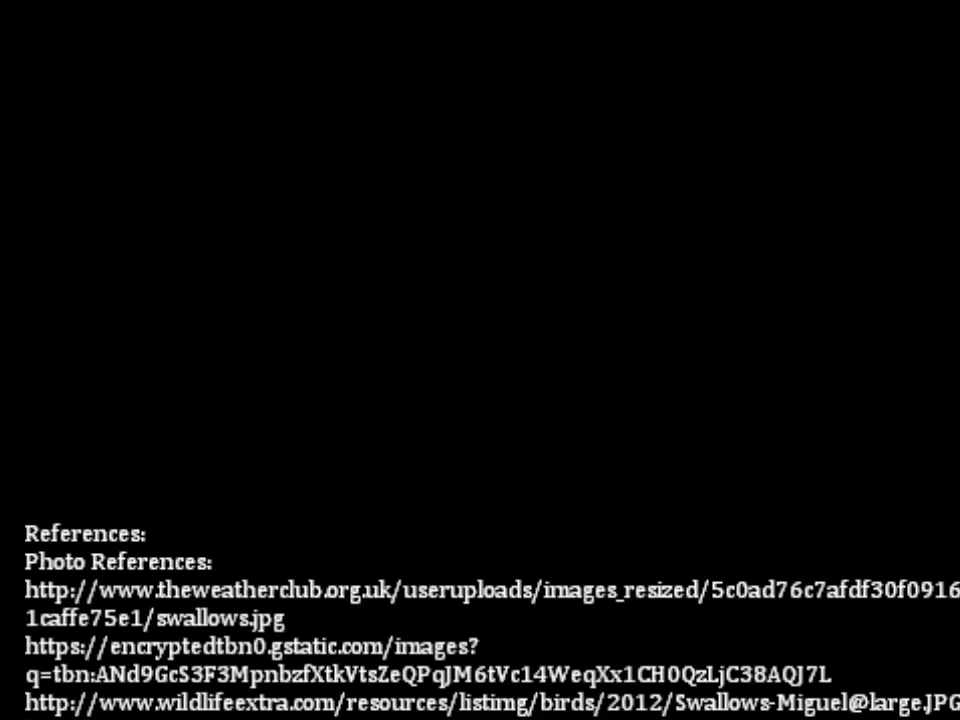 References:
Photo References:
http://www.theweatherclub.org.uk/useruploads/images_resized/5c0ad76c7afdf30f0916
1caffe75e1/swallows.jpg
https://encryptedtbn0.gstatic.com/images?
q=tbn:ANd9GcS3F3MpnbzfXtkVtsZeQPqJM6tVc14WeqXx1CH0QzLjC38AQJ7L
http://www.wildlifeextra.com/resources/listimg/birds/2012/Swallows-Miguel@large.JPG